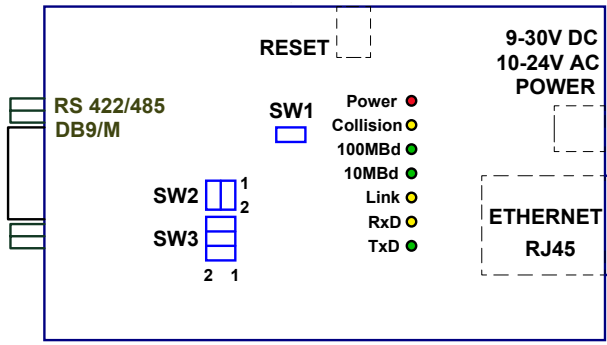 RESET
9-30V DC
10-24V AC
POWER
RS 422/485
DB9/M
SW1
Power
Collision
100MBd
10MBd
Link
RxD
TxD
SW2
1
2
SW3
2 1
ETHERNET
RJ45